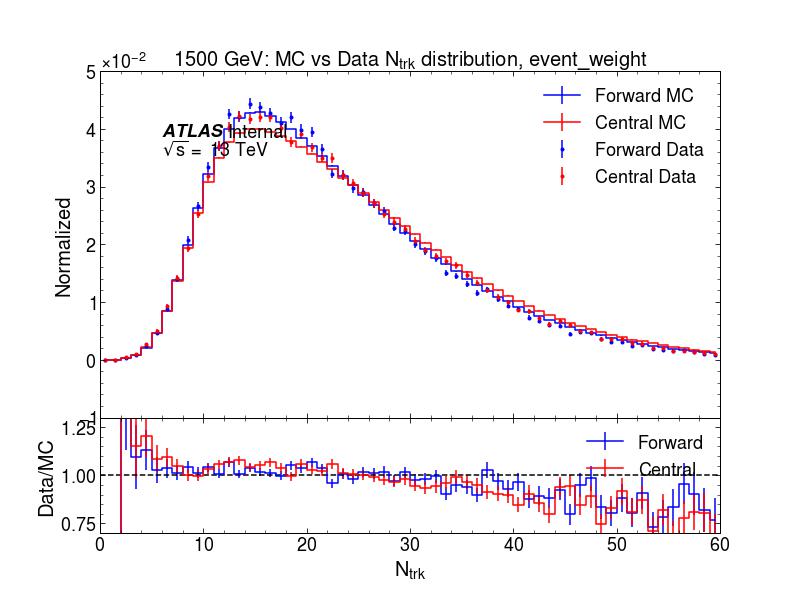 ×10⁻²
1500 GeV: MC vs Data N_trk distribution, event_weight
5
4
3
2
1
0
−1
Normalized
ATLAS Internal
√s = 13 TeV
Forward MC
Central MC
Forward Data
Central Data
1.25
1.00
0.75
Data/MC
Forward
Central
0 10 20 30 40 50 60
N_trk